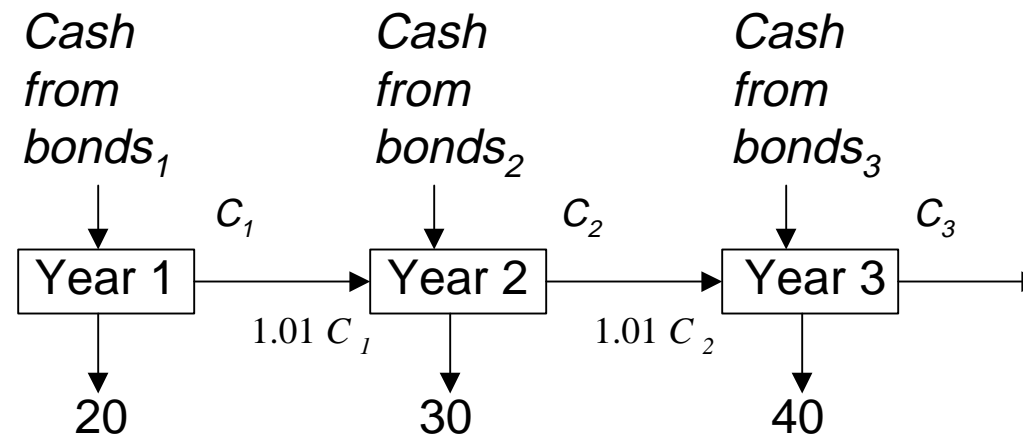 Cash from bonds₁
Cash from bonds₂
Cash from bonds₃
C₁
C₂
C₃
Year 1
Year 2
Year 3
1.01 C₁
1.01 C₂
20
30
40